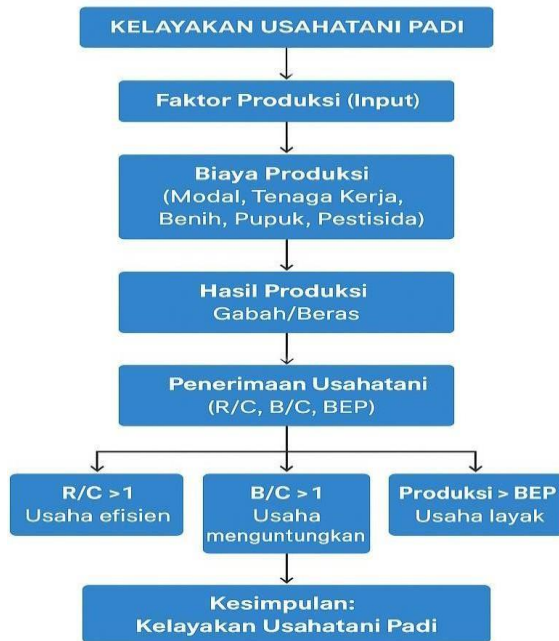 KELAYAKAN USAHATANI PADI
Faktor Produksi (Input)
Biaya Produksi
(Modal, Tenaga Kerja,
Benih, Pupuk, Pestisida)
Hasil Produksi
Gabah/Beras
Penerimaan Usahatani
(R/C, B/C, BEP)
R/C >1
Usaha efisien
B/C >1
Usaha
menguntungkan
Produksi > BEP
Usaha layak
Kesimpulan:
Kelayakan Usahatani Padi